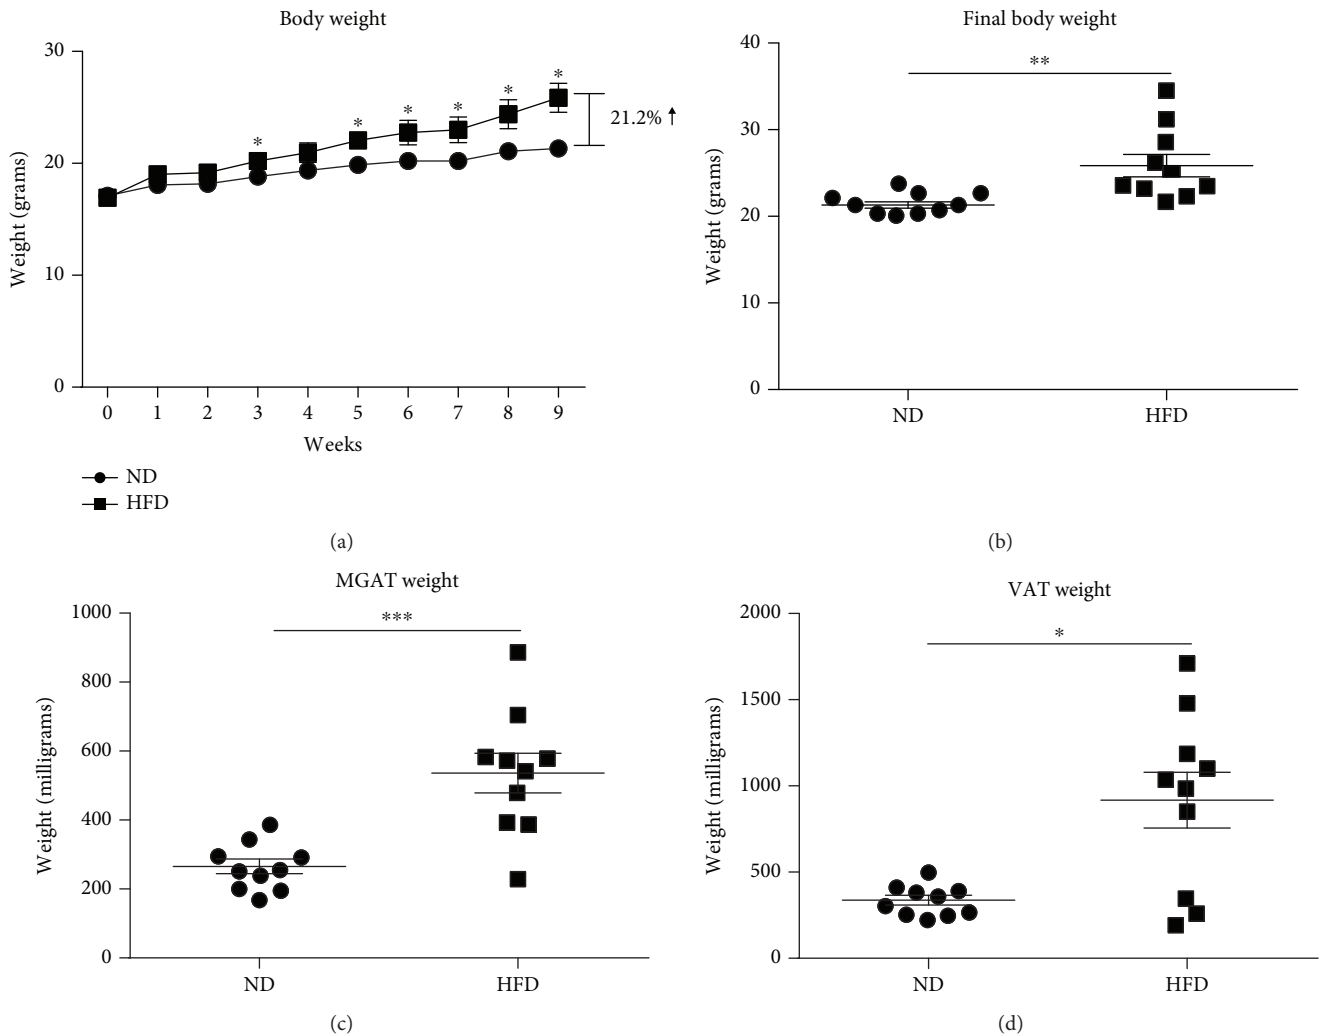 Body weight
30
20
10
0
Weight (grams)
*
*
*
*
*
*
21.2% ↑
0 1 2 3 4 5 6 7 8 9
Weeks
ND
HFD
(a)
Final body weight
40
30
20
10
0
Weight (grams)
**
ND HFD
(b)
MGAT weight
1000
800
600
400
200
0
Weight (milligrams)
***
ND HFD
(c)
VAT weight
2000
1500
1000
500
0
Weight (milligrams)
*
ND HFD
(d)